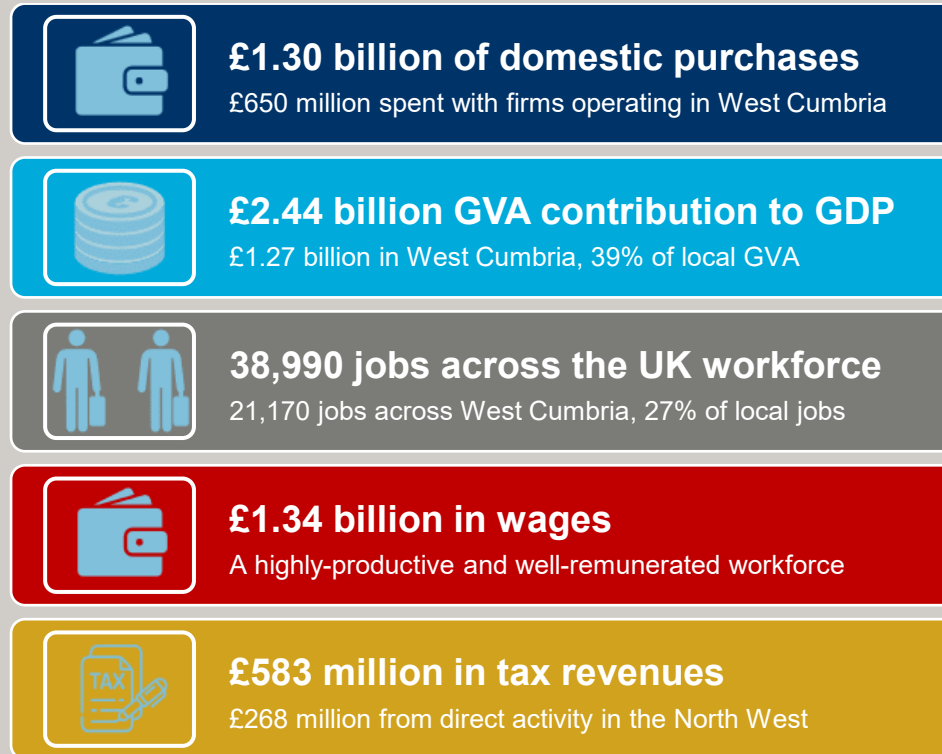 £1.30 billion of domestic purchases
£650 million spent with firms operating in West Cumbria
£
£2.44 billion GVA contribution to GDP
£1.27 billion in West Cumbria, 39% of local GVA
38,990 jobs across the UK workforce
21,170 jobs across West Cumbria, 27% of local jobs
£1.34 billion in wages
A highly-productive and well-remunerated workforce
TAX
£583 million in tax revenues
£268 million from direct activity in the North West